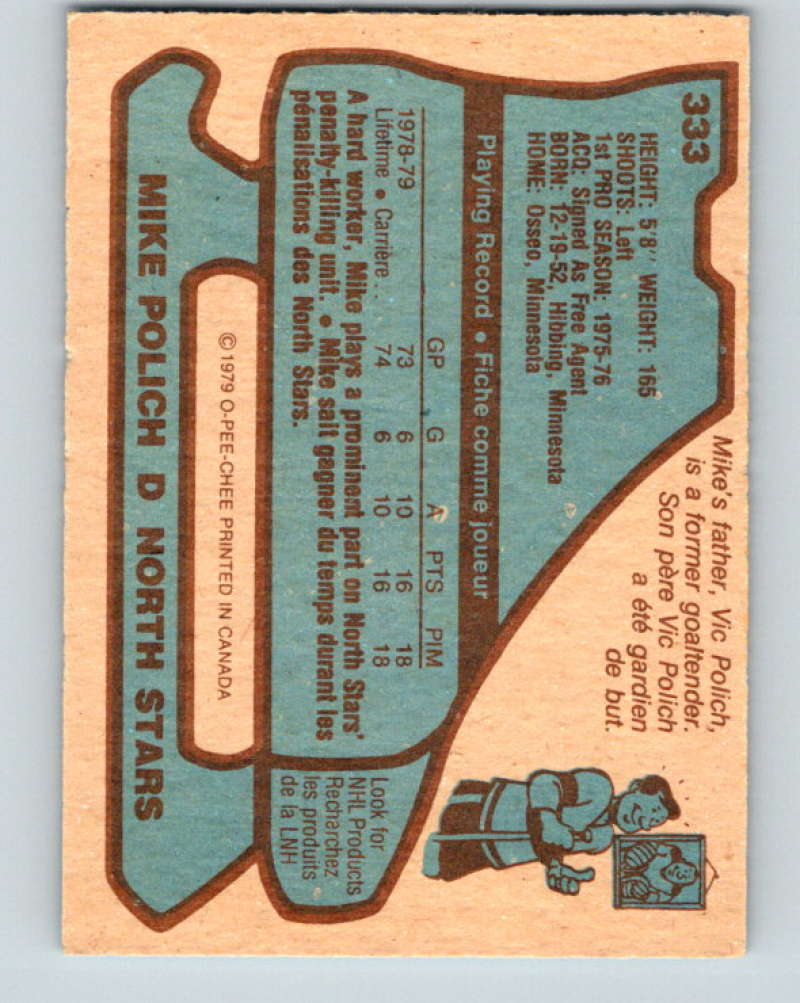 333
HEIGHT: 5'8'' WEIGHT: 165
SHOOTS: Left
1st PRO SEASON: 1975-76
ACQ: Signed As Free Agent
BORN: 12-19-52, Hibbing, Minnesota
HOME: Osseo, Minnesota
Mike's father, Vic Polich,
is a former goaltender.
Son père Vic Polich
a été gardien
de but.
Playing Record • Fiche comme joueur
GP G A PTS PIM
1978-79 73 6 10 16 18
Lifetime • Carrière... 74 6 10 16 18
A hard worker, Mike plays a prominent part on North Stars'
penalty-killing unit. • Mike sait gagner du temps durant les
pénalisations des North Stars.
Look for
NHL Products
Recharchez
les produits
de la LNH
© 1979 O-PEE-CHEE PRINTED IN CANADA
MIKE POLICH D NORTH STARS